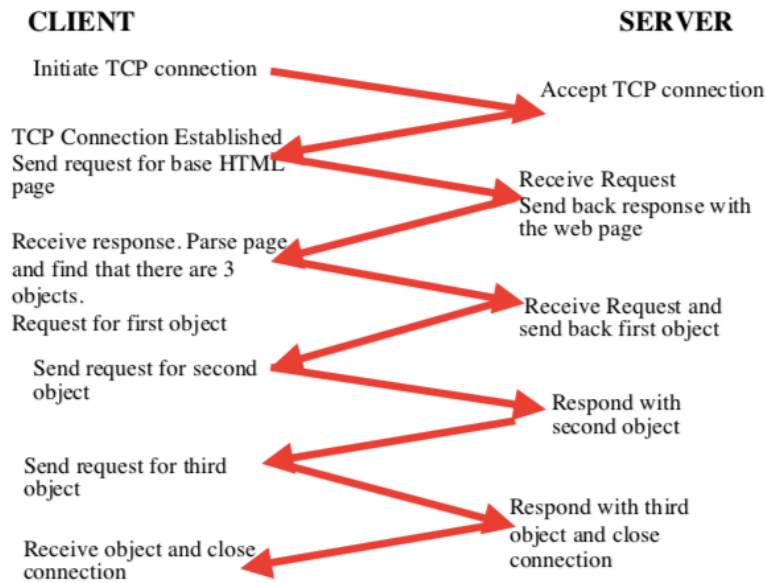 CLIENT
SERVER
Initiate TCP connection
Accept TCP connection
TCP Connection Established
Send request for base HTML
page
Receive Request
Send back response with
the web page
Receive response. Parse page
and find that there are 3
objects.
Request for first object
Receive Request and
send back first object
Send request for second
object
Respond with
second object
Send request for third
object
Respond with third
object and close
connection
Receive object and close
connection